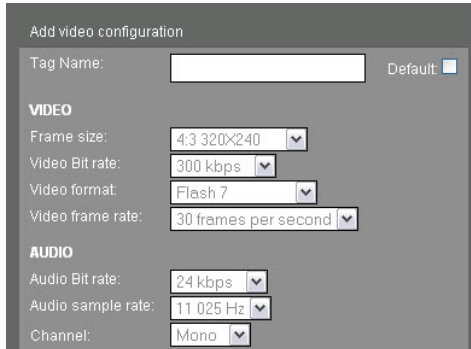 Add video configuration
Tag Name: Default:
VIDEO
Frame size: 4:3 320X240
Video Bit rate: 300 kbps
Video format: Flash 7
Video frame rate: 30 frames per second
AUDIO
Audio Bit rate: 24 kbps
Audio sample rate: 11 025 Hz
Channel: Mono